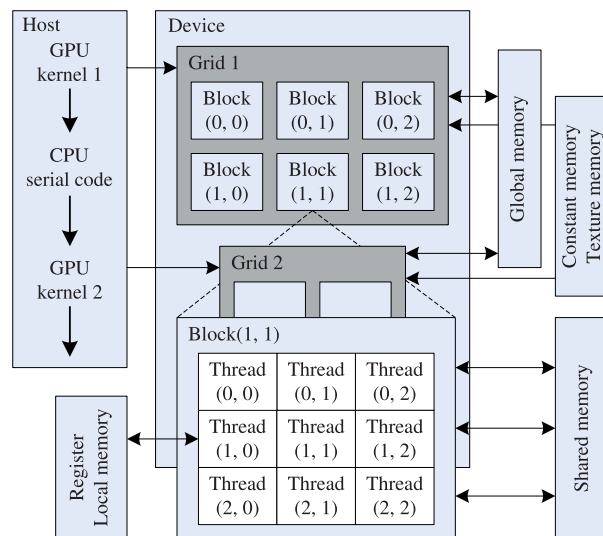 Host
GPU
kernel 1
CPU
serial code
GPU
kernel 2
Device
Grid 1
Block
(0, 0)
Block
(0, 1)
Block
(0, 2)
Block
(1, 0)
Block
(1, 1)
Block
(1, 2)
Grid 2
Block(1, 1)
Thread
(0, 0)
Thread
(0, 1)
Thread
(0, 2)
Thread
(1, 0)
Thread
(1, 1)
Thread
(1, 2)
Thread
(2, 0)
Thread
(2, 1)
Thread
(2, 2)
Global memory
Constant memory
Texture memory
Register
Local memory
Shared memory